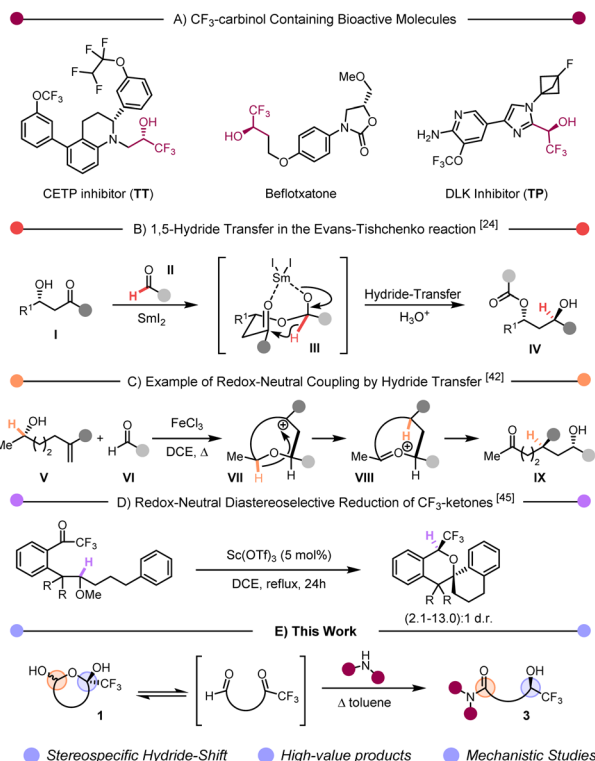 A) CF3-carbinol Containing Bioactive Molecules
F
F
O
F
F
OCF3
N
OH
CF3
CETP inhibitor (TT)
MeO
CF3
HO
O
N
O
O
Beflotxatone
F
N
N
N
H2N
F3CO
OH
CF3
DLK Inhibitor (TP)
B) 1,5-Hydride Transfer in the Evans-Tishchenko reaction [24]
OH
O
R1
I
O
II
H
SmI2
I
I
Sm
O
O
R1
O
H
III
Hydride-Transfer
H3O+
O
O
H
OH
R1
IV
C) Example of Redox-Neutral Coupling by Hydride Transfer [42]
H
OH
Me
( )2
V
+
O
H
VI
FeCl3
DCE, Δ
+
Me
O
H
H
VII
H
Me
O
+
H
VIII
O
H
OH
Me
( )2
IX
D) Redox-Neutral Diastereoselective Reduction of CF3-ketones [45]
O
CF3
H
R
R
OMe
Sc(OTf)3 (5 mol%)
DCE, reflux, 24h
H
CF3
O
R
R
(2.1-13.0):1 d.r.
E) This Work
HO
O
OH
CF3
1
O
H
O
CF3
H
N
Δ toluene
O
N
OH
CF3
3
Stereospecific Hydride-Shift
High-value products
Mechanistic Studies